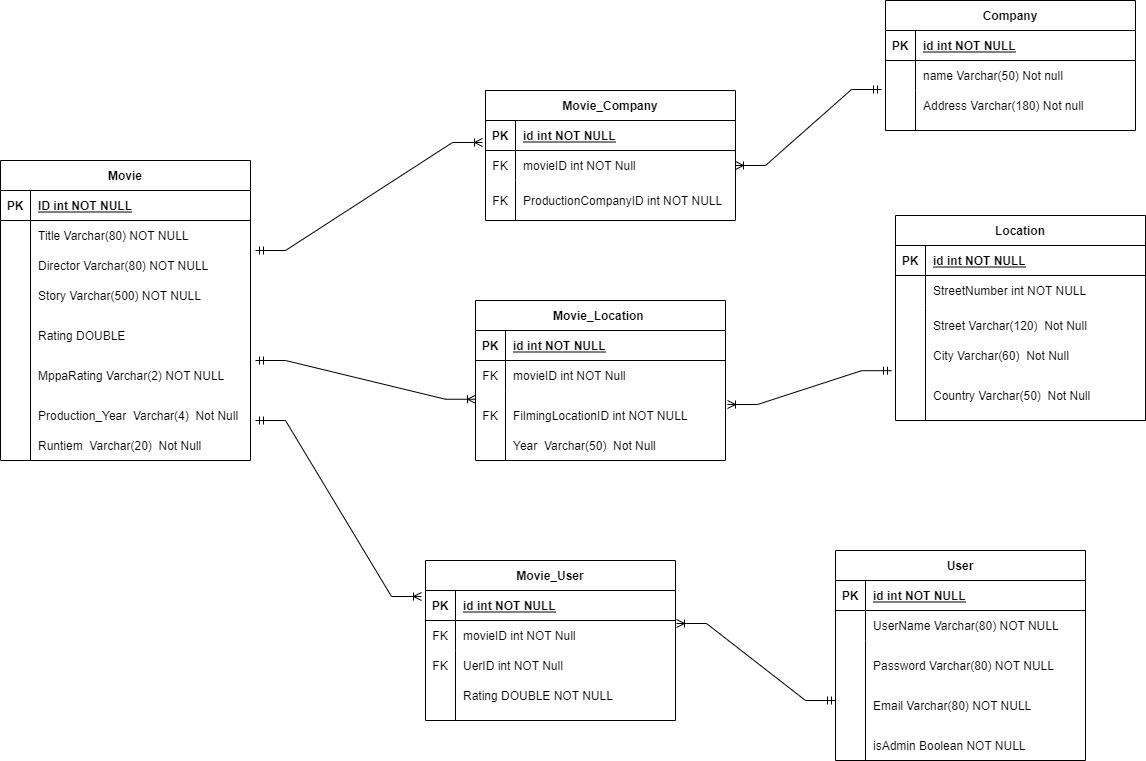 Company
PK id int NOT NULL
name Varchar(50) Not null
Address Varchar(180) Not null
Movie_Company
PK id int NOT NULL
FK movieID int NOT Null
FK ProductionCompanyID int NOT NULL
Movie
PK ID int NOT NULL
Title Varchar(80) NOT NULL
Director Varchar(80) NOT NULL
Story Varchar(500) NOT NULL
Rating DOUBLE
MppaRating Varchar(2) NOT NULL
Production_Year  Varchar(4)  Not Null
Runtiem  Varchar(20)  Not Null
Location
PK id int NOT NULL
StreetNumber int NOT NULL
Street Varchar(120)  Not Null
City Varchar(60)  Not Null
Country Varchar(50)  Not Null
Movie_Location
PK id int NOT NULL
FK movieID int NOT Null
FK FilmingLocationID int NOT NULL
Year  Varchar(50)  Not Null
Movie_User
PK id int NOT NULL
FK movieID int NOT Null
FK UerID int NOT Null
Rating DOUBLE NOT NULL
User
PK id int NOT NULL
UserName Varchar(80) NOT NULL
Password Varchar(80) NOT NULL
Email Varchar(80) NOT NULL
isAdmin Boolean NOT NULL